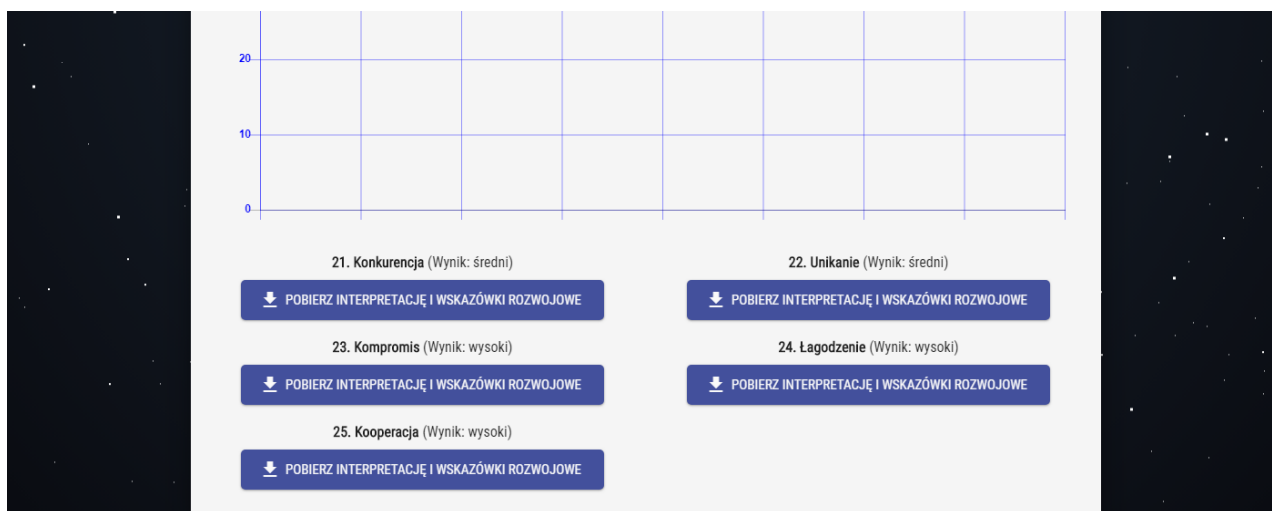 20
10
0
21. Konkurencja (Wynik: średni)
POBIERZ INTERPRETACJĘ I WSKAZÓWKI ROZWOJOWE
22. Unikanie (Wynik: średni)
POBIERZ INTERPRETACJĘ I WSKAZÓWKI ROZWOJOWE
23. Kompromis (Wynik: wysoki)
POBIERZ INTERPRETACJĘ I WSKAZÓWKI ROZWOJOWE
24. Łagodzenie (Wynik: wysoki)
POBIERZ INTERPRETACJĘ I WSKAZÓWKI ROZWOJOWE
25. Kooperacja (Wynik: wysoki)
POBIERZ INTERPRETACJĘ I WSKAZÓWKI ROZWOJOWE